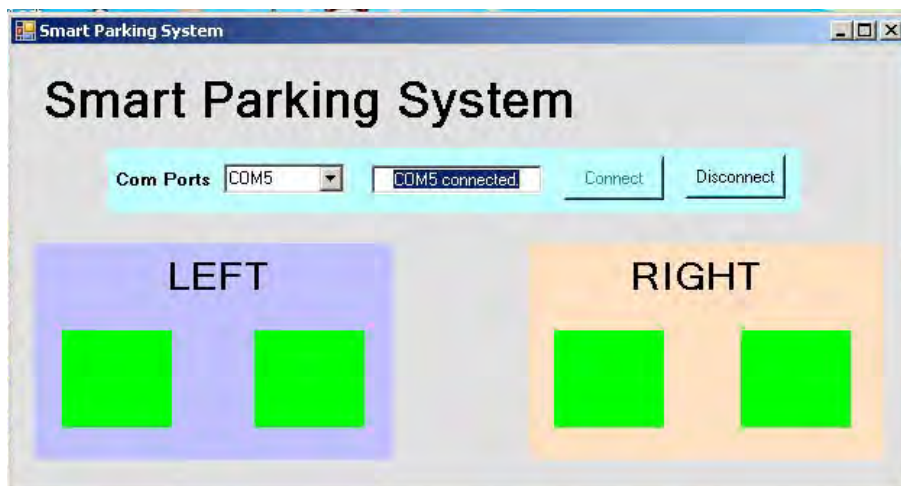 Smart Parking System
Smart Parking System
Com Ports COM5 COM5 connected. Connect Disconnect
LEFT RIGHT